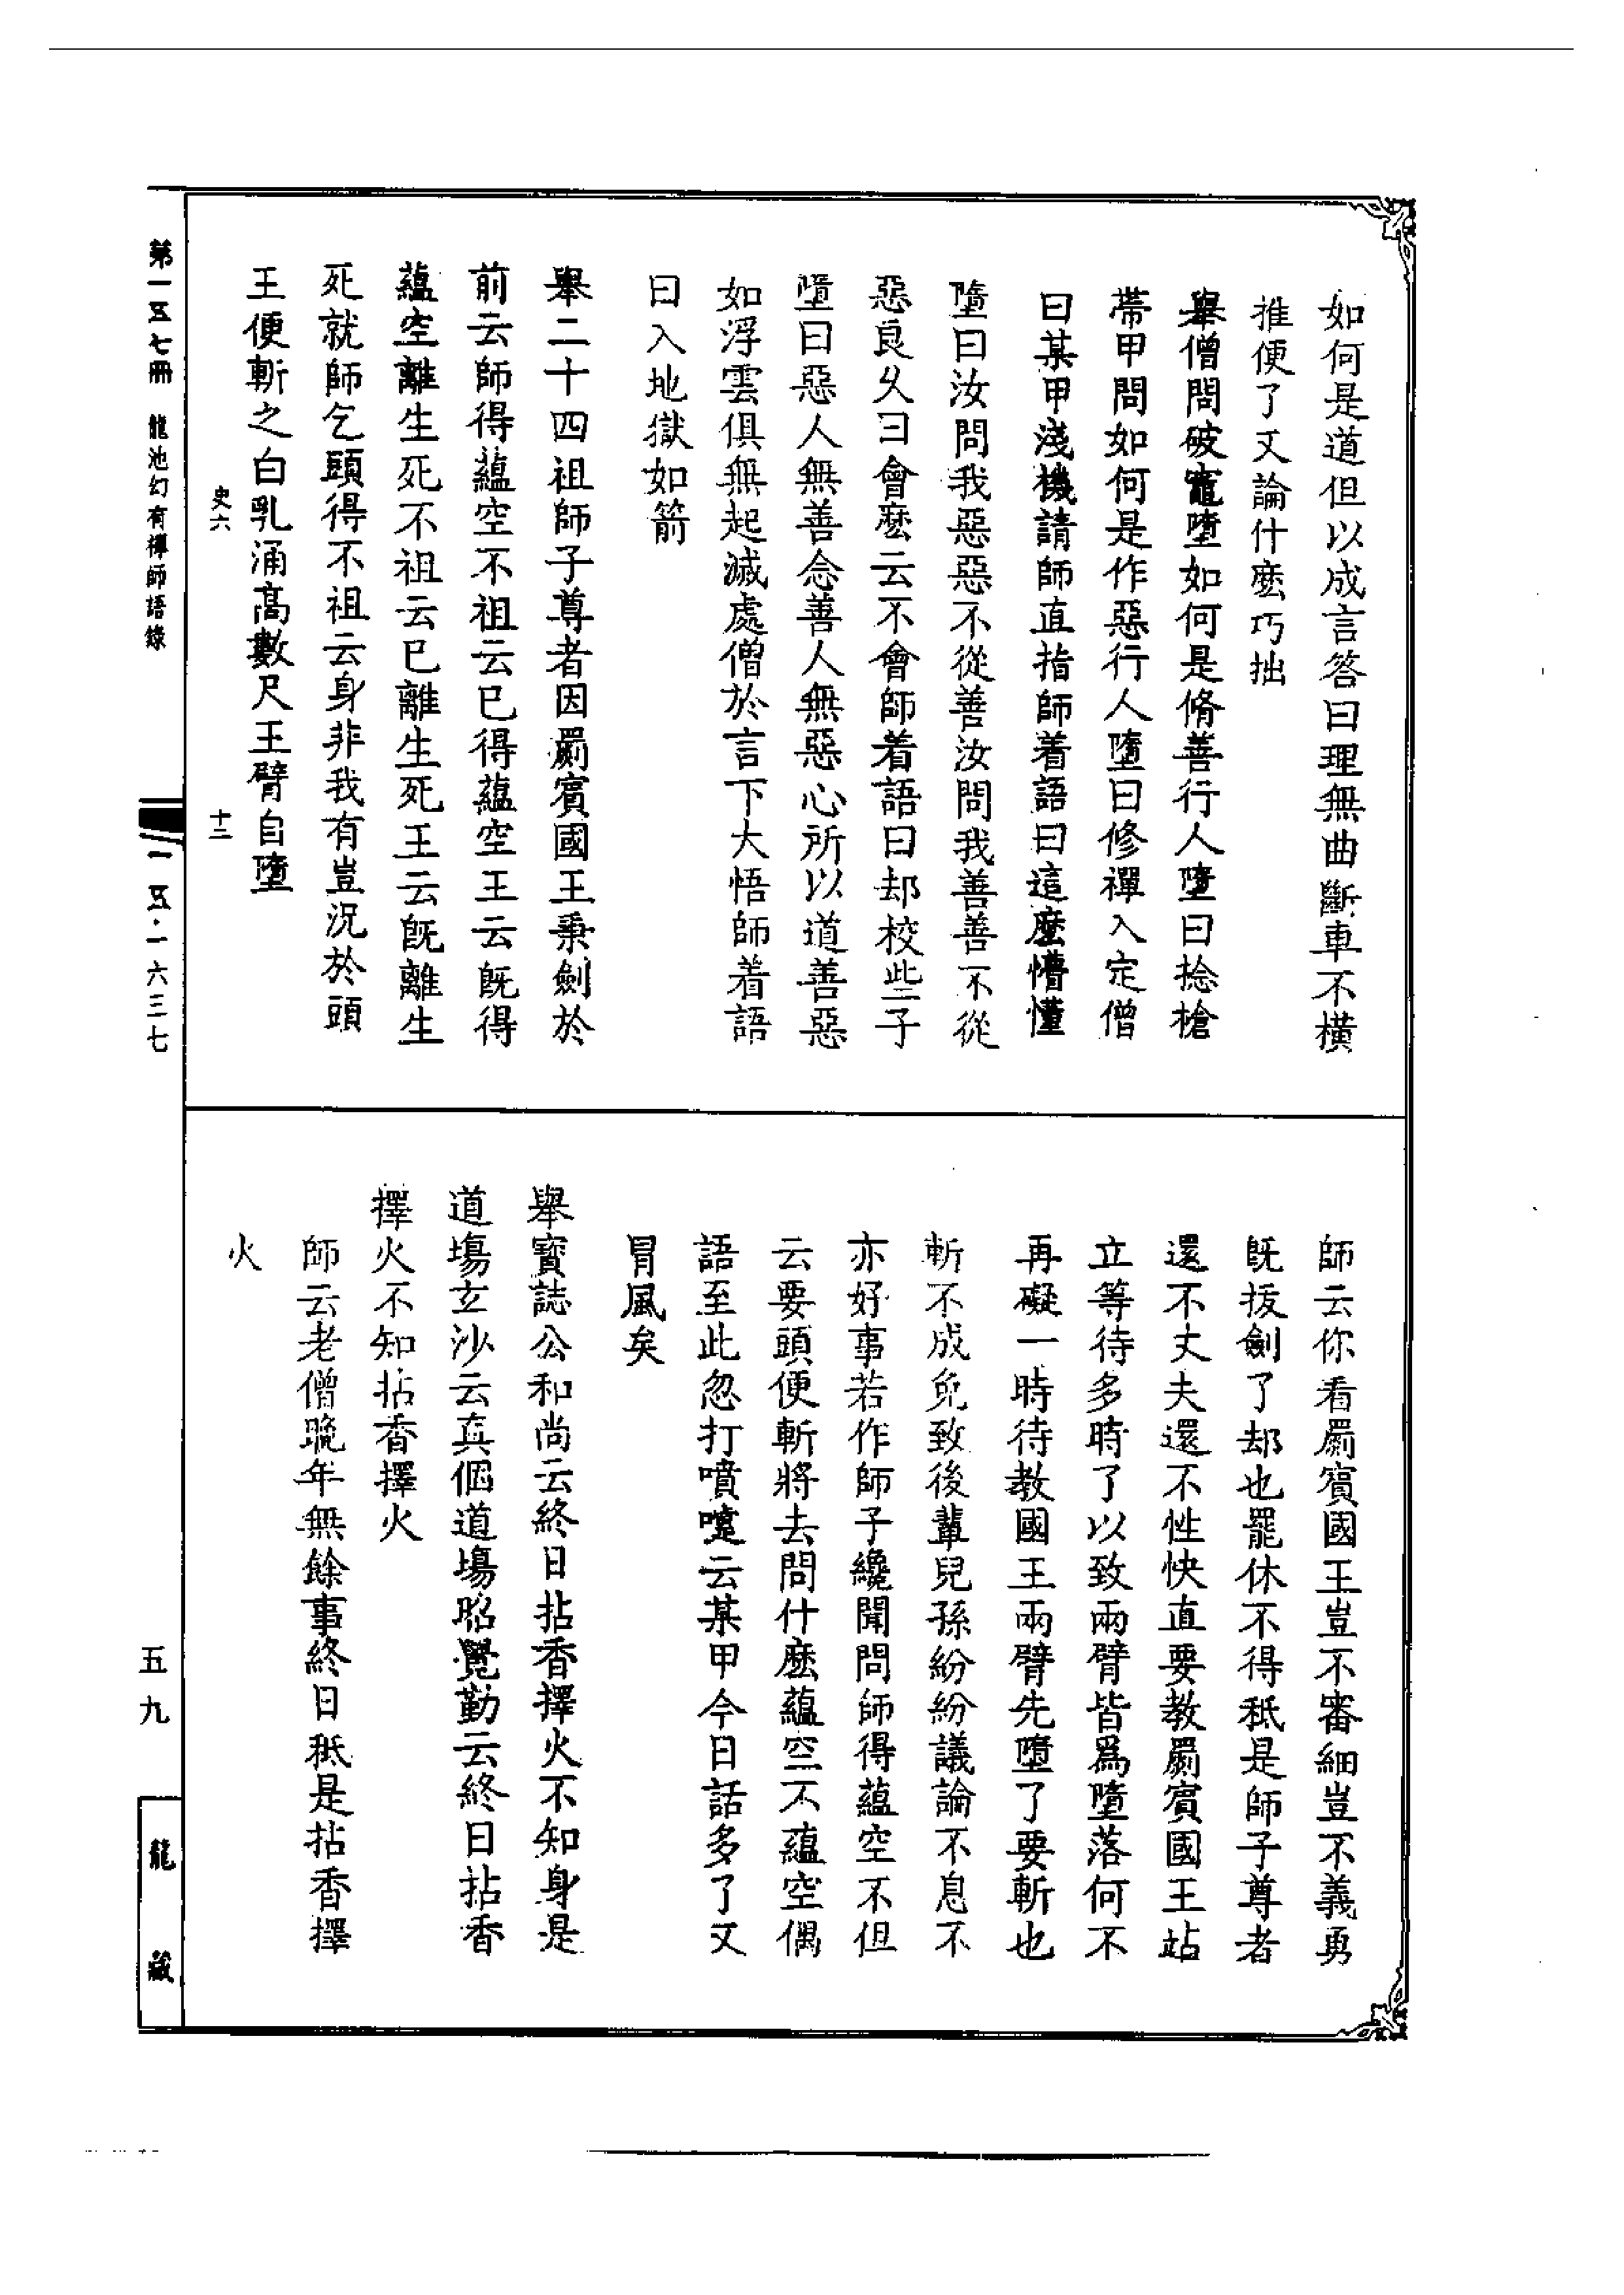 如何是道但以成言答曰理無曲斷車不橫
推便了又論什麽巧拙
舉僧問破竈墮如何是脩善行人墮曰捻槍
帶甲問如何是作惡行人墮曰修禪入定僧
曰某甲淺機請師直指師着語曰這麽懵懂
墮曰汝問我惡惡不從善汝問我善善不從
惡良久曰會麽云不會師着語曰却校些子
墮曰惡人無善念善人無惡心所以道善惡
如浮雲俱無起滅處僧於言下大悟師着語
曰入地獄如箭
舉二十四祖師子尊者因罽賓國王秉劍於
前云師得蘊空不祖云已得蘊空王云旣得
蘊空離生死不祖云已離生死王云旣離生
死就師乞頭得不祖云身非我有豈況於頭
王便斬之白乳涌高數尺王臂自墮
史六
十二
師云你看罽賓國王豈不審細豈不義勇
旣拔劍了却也罷休不得秖是師子尊者
還不丈夫還不性快直要教罽賓國王站
立等待多時了以致兩臂皆爲墮落何不
再礙一時待教國王兩臂先墮了要斬也
斬不成免致後輩兒孫紛紛議論不息不
亦好事若作師子纔聞問師得蘊空不但
云要頭便斬將去問什麽蘊空不蘊空偶
語至此忽打噴嚏云某甲今日話多了又
冒風矣
舉寶誌公和尚云終日拈香擇火不知身是
道場玄沙云真個道場昭覺勤云終日拈香
擇火不知拈香擇火
師云老僧晚年無餘事終日秖是拈香擇
火
第一五七冊
龍池幻有禪師語錄
一五·一六三七
五九
龍藏